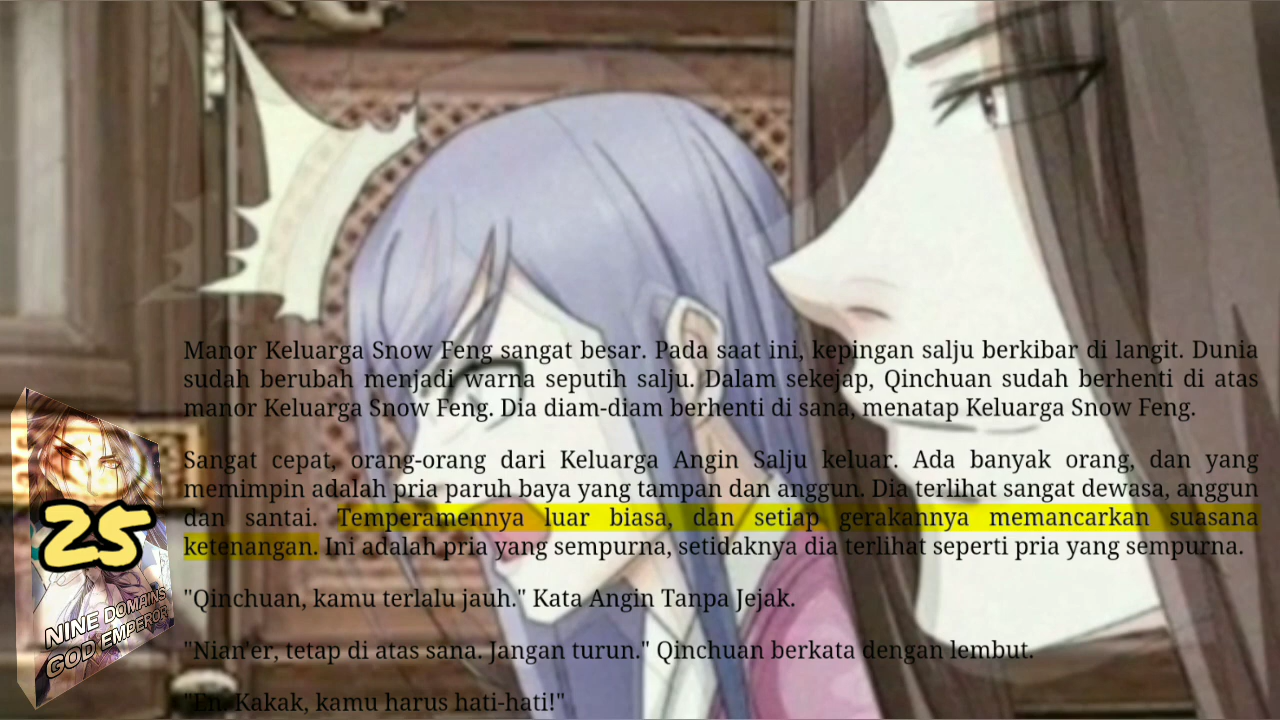 Manor Keluarga Snow Feng sangat besar. Pada saat ini, kepingan salju berkibar di langit. Dunia
sudah berubah menjadi warna seputih salju. Dalam sekejap, Qinchuan sudah berhenti di atas
manor Keluarga Snow Feng. Dia diam-diam berhenti di sana, menatap Keluarga Snow Feng.
Sangat cepat, orang-orang dari Keluarga Angin Salju keluar. Ada banyak orang, dan yang
memimpin adalah pria paruh baya yang tampan dan anggun. Dia terlihat sangat dewasa, anggun
dan santai. Temperamennya luar biasa, dan setiap gerakannya memancarkan suasana
ketenangan. Ini adalah pria yang sempurna, setidaknya dia terlihat seperti pria yang sempurna.
"Qinchuan, kamu terlalu jauh." Kata Angin Tanpa Jejak.
"Nian'er, tetap di atas sana. Jangan turun." Qinchuan berkata dengan lembut.
"En. Kakak, kamu harus hati-hati!"
25
NINE DOMAINS
GOD EMPEROR